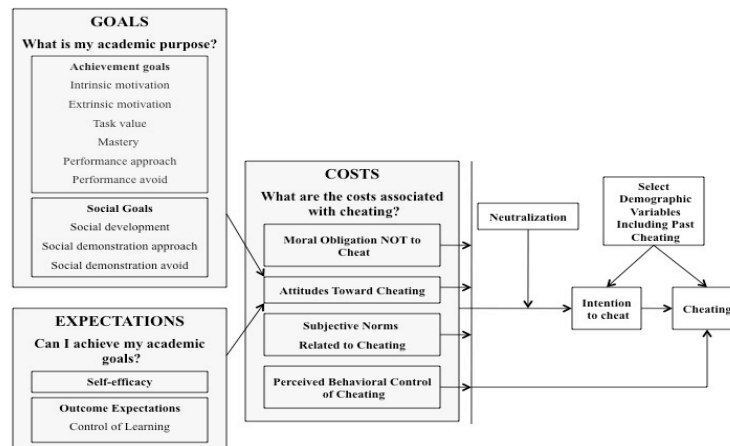 GOALS
What is my academic purpose?
Achievement goals
Intrinsic motivation
Extrinsic motivation
Task value
Mastery
Performance approach
Performance avoid
Social Goals
Social development
Social demonstration approach
Social demonstration avoid
EXPECTATIONS
Can I achieve my academic
goals?
Self-efficacy
Outcome Expectations
Control of Learning
COSTS
What are the costs associated
with cheating?
Moral Obligation NOT to
Cheat
Attitudes Toward Cheating
Subjective Norms
Related to Cheating
Perceived Behavioral Control
of Cheating
Neutralization
Select
Demographic
Variables
Including Past
Cheating
Intention
to cheat
Cheating